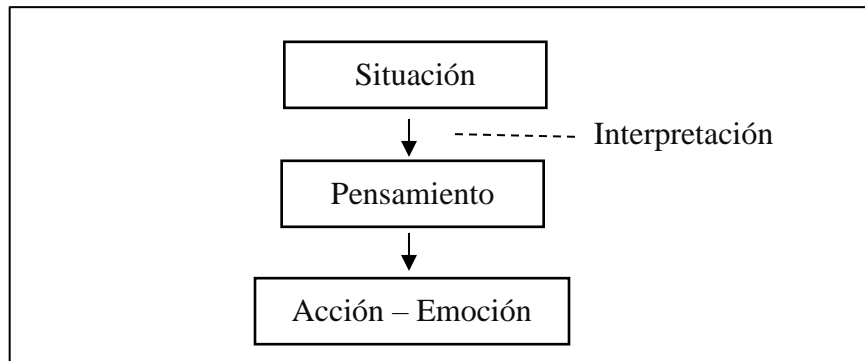 Situación
Interpretación
Pensamiento
Acción – Emoción